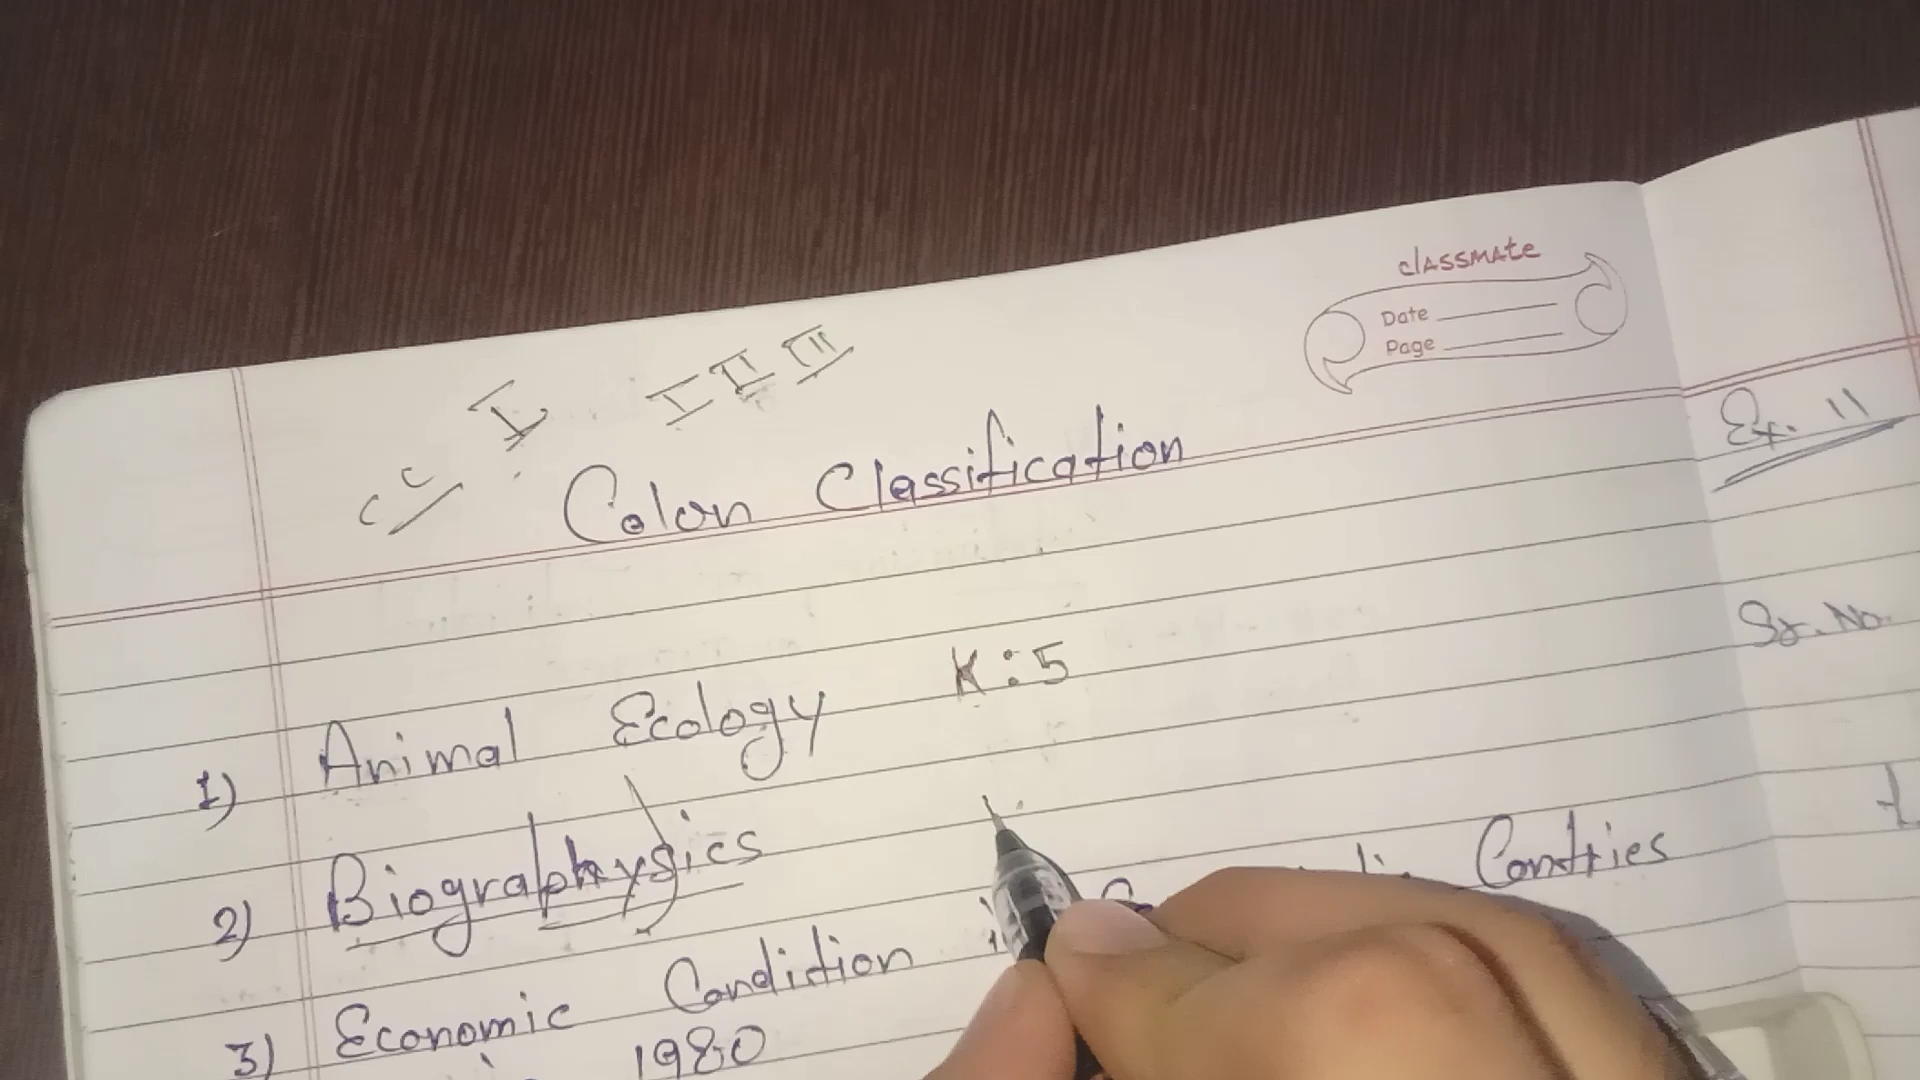 classmate
Date
Page
CC I I II III
Colon Classification
Ex. 11
Sr. No.
1) Animal Ecology K:5
2) Biographysics
3) Economic Condition Contries
1980